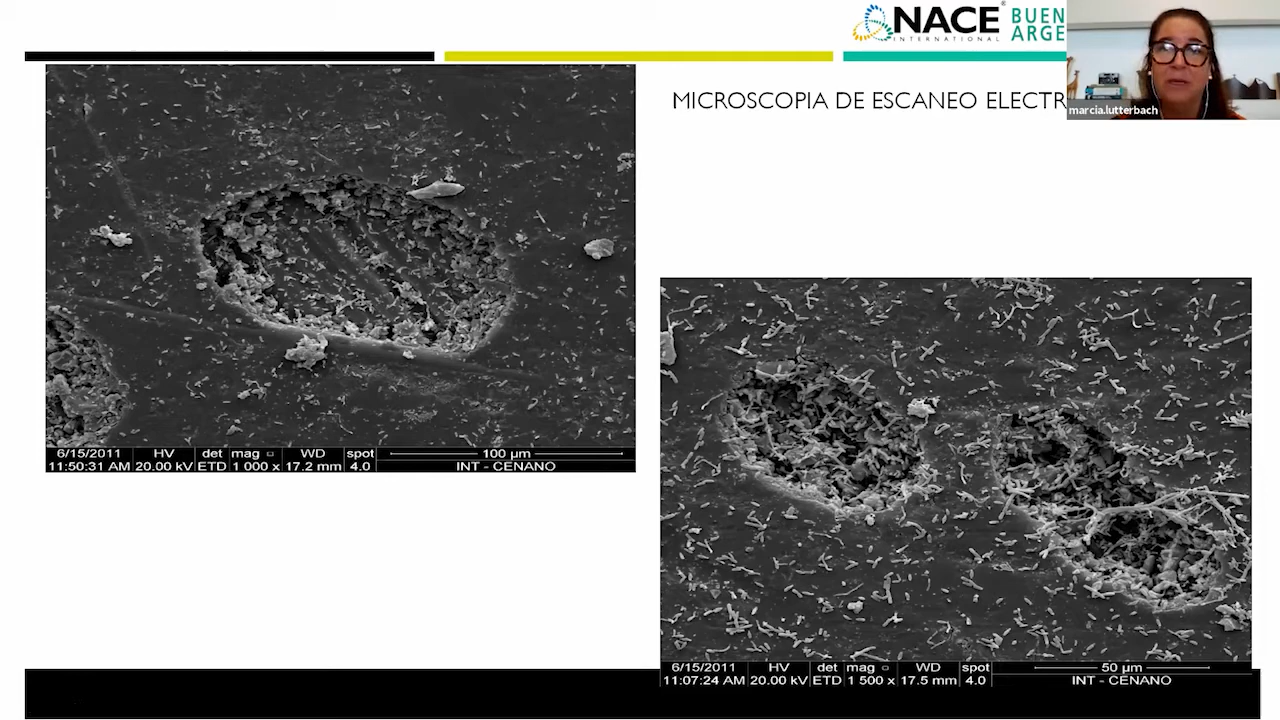 NACE
INTERNATIONAL
BUEN
ARGE
MICROSCOPIA DE ESCANEO ELECTR
marcia.lutterbach
6/15/2011 HV det mag □ WD spot 100 µm
11:50:31 AM 20.00 kV ETD 1 000 x 17.2 mm 4.0 INT - CENANO
6/15/2011 HV det mag □ WD spot 50 µm
11:07:24 AM 20.00 kV ETD 1 500 x 17.5 mm 4.0 INT - CENANO